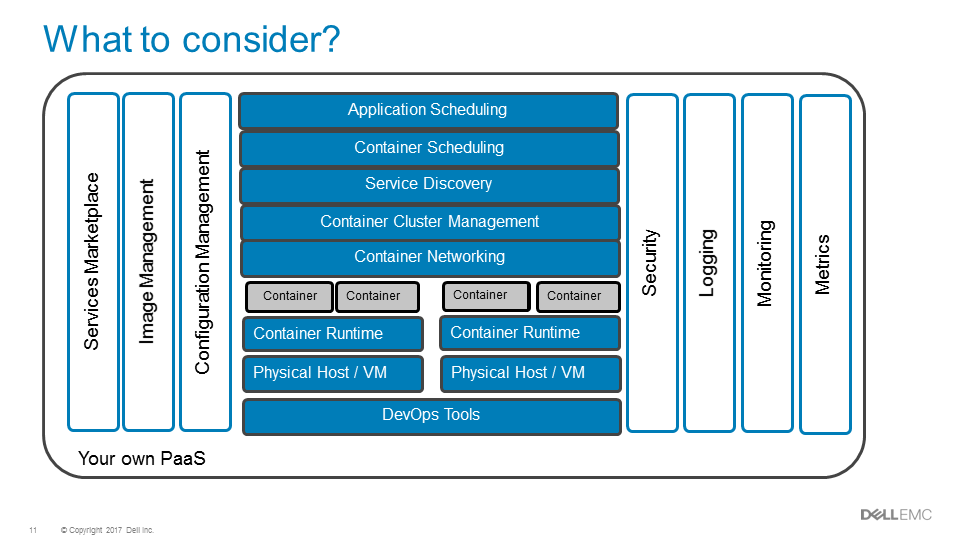 What to consider?
Services Marketplace
Image Management
Configuration Management
Application Scheduling
Container Scheduling
Service Discovery
Container Cluster Management
Container Networking
Container
Container
Container
Container
Container Runtime
Container Runtime
Physical Host / VM
Physical Host / VM
DevOps Tools
Security
Logging
Monitoring
Metrics
Your own PaaS
11 © Copyright 2017 Dell Inc.
DELLEMC